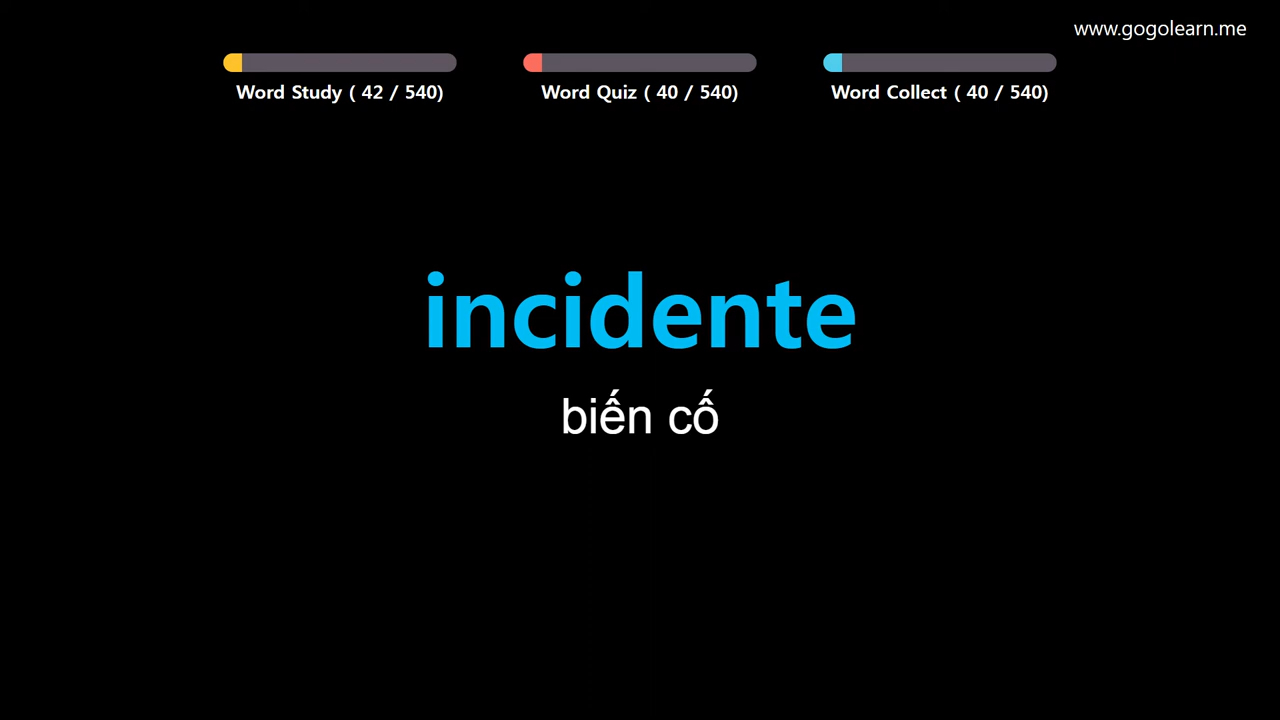 www.gogolearn.me
Word Study ( 42 / 540)
Word Quiz ( 40 / 540)
Word Collect ( 40 / 540)
incidente
biến cố